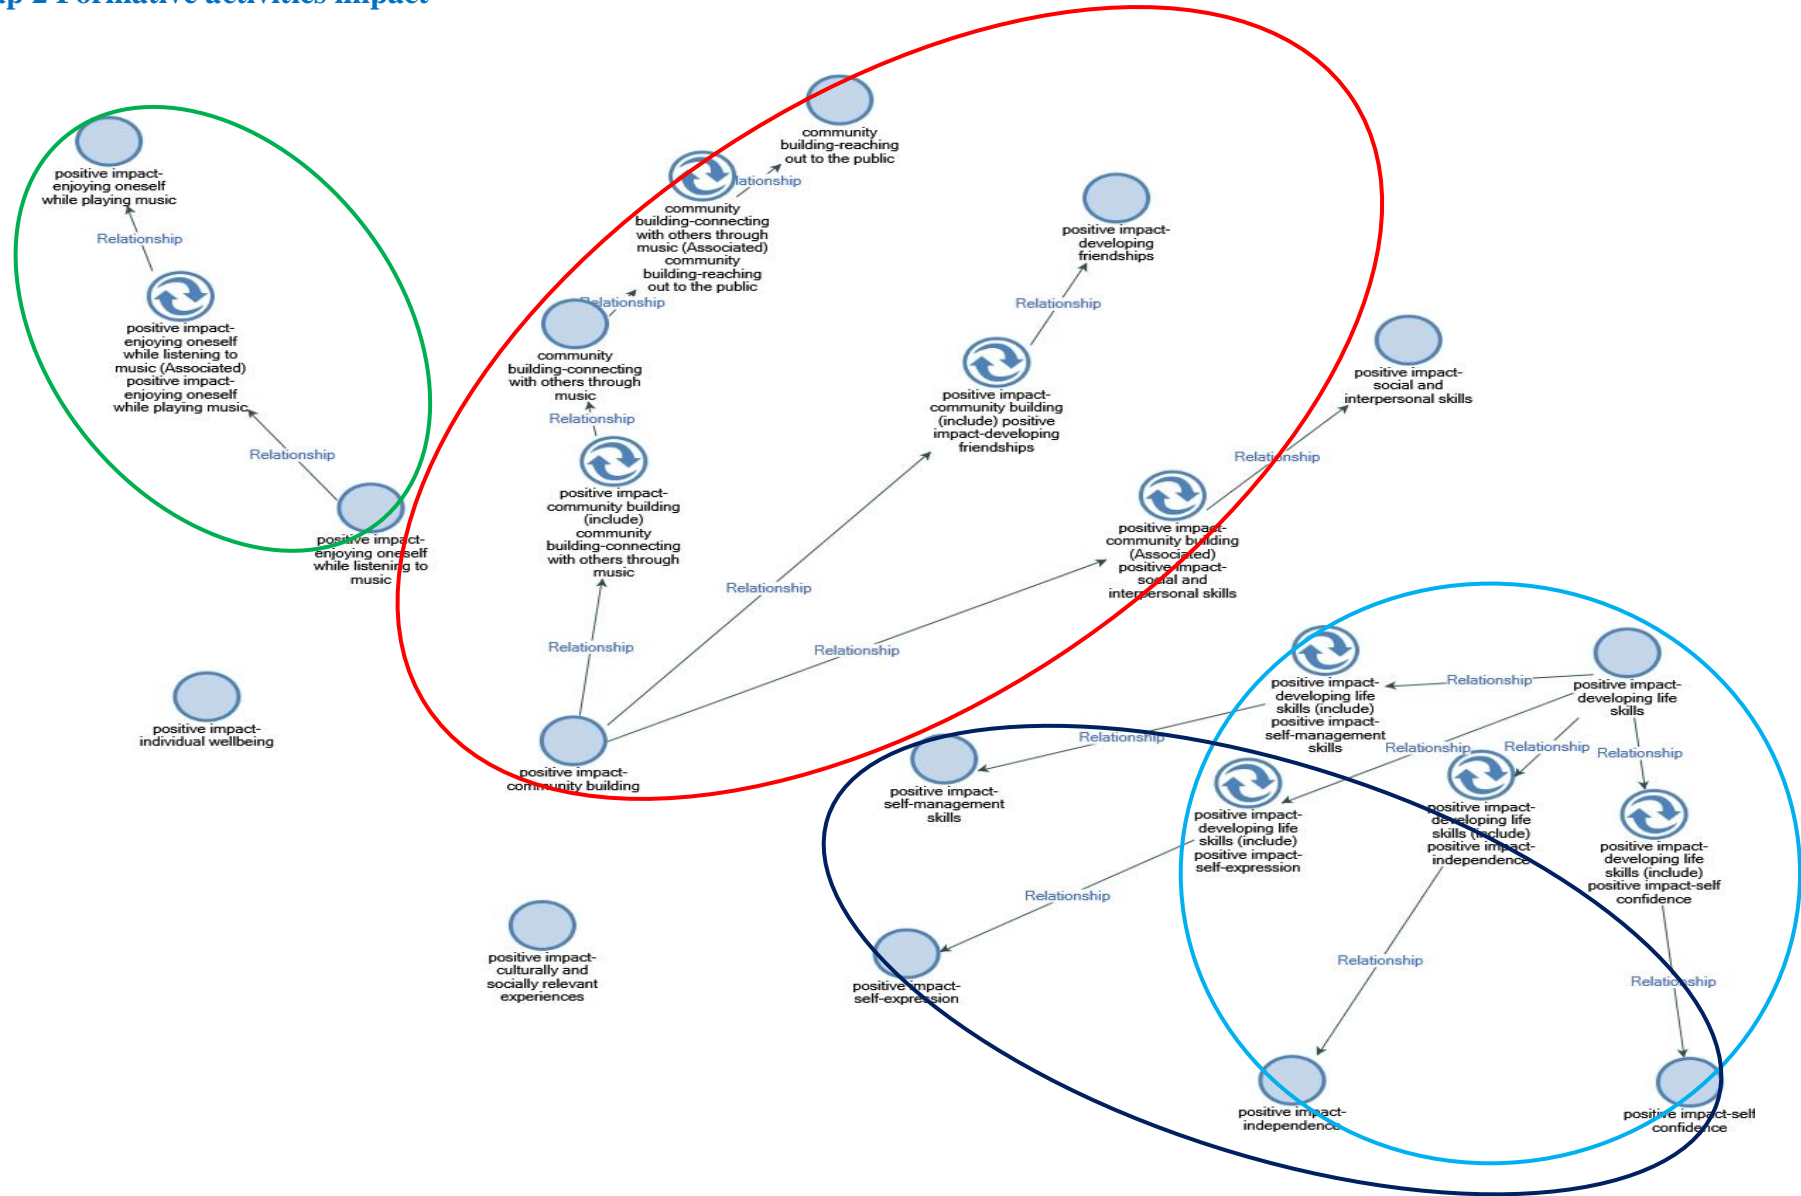 2 Formative activities impact
community
building-reaching
out to the public
positive impact-
enjoying oneself
while playing music
Relationship
positive impact-
enjoying oneself
while listening to
music (Associated)
positive impact-
enjoying oneself
while playing music
Relationship
positive impact-
enjoying oneself
while listening to
music
lationship
community
building-connecting
with others through
music (Associated)
community
building-reaching
out to the public
Relationship
community
building-connecting
with others through
music
Relationship
positive impact-
community building
(include)
community
building-connecting
with others through
music
Relationship
positive impact-
community building
positive impact-
developing
friendships
Relationship
positive impact-
community building
(include) positive
impact-developing
friendships
Relationship
positive impact-
social and
interpersonal skills
Relationship
positive impact-
community building
(Associated)
positive impact-
social and
interpersonal skills
Relationship
positive impact-
individual wellbeing
positive impact-
culturally and
socially relevant
experiences
positive impact-
developing life
skills
Relationship
positive impact-
developing life
skills (include)
positive impact-
self-management
skills
Relationship
positive impact-
self-management
skills
Relationship
positive impact-
developing life
skills (include)
positive impact-
self-expression
Relationship
positive impact-
self-expression
Relationship
positive impact-
developing life
skills (include)
positive impact-
independence
Relationship
positive impact-
independence
Relationship
positive impact-
developing life
skills (include)
positive impact-self
confidence
Relationship
positive impact-self
confidence